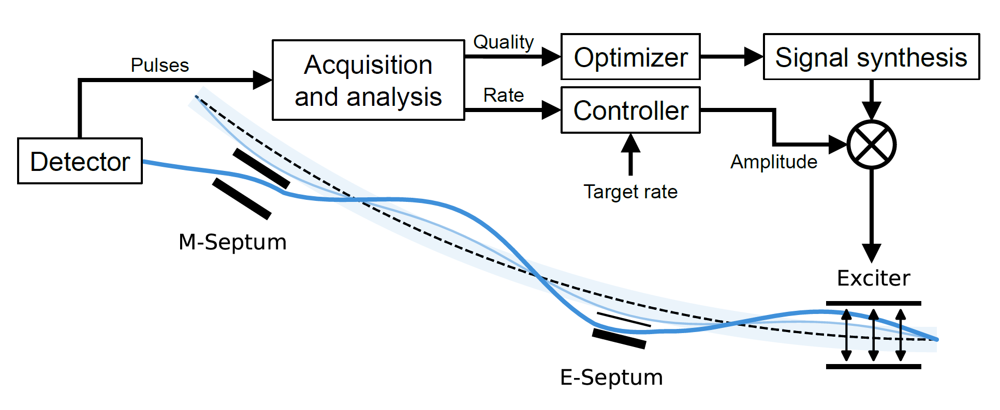 Quality
Optimizer
Signal synthesis
Pulses
Acquisition
and analysis
Rate
Controller
Detector
Amplitude
Target rate
M-Septum
Exciter
E-Septum